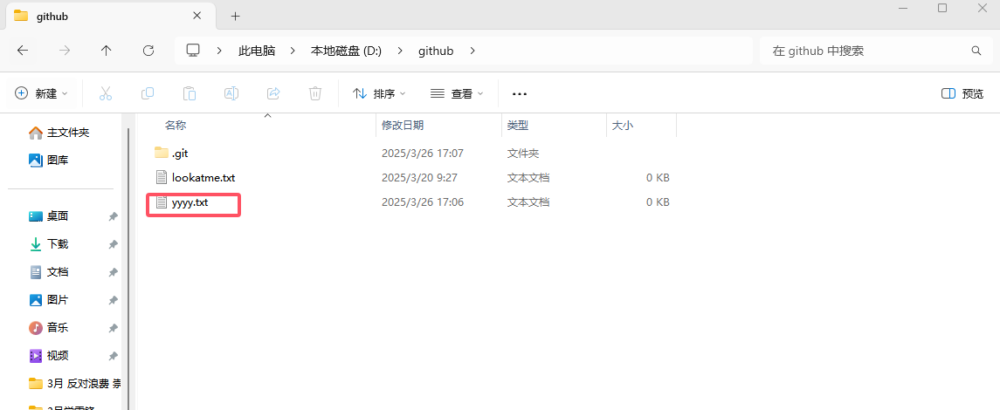 github
此电脑 本地磁盘 (D:) github
在 github 中搜索
新建 排序 查看 ... 预览
名称 修改日期 类型 大小
主文件夹
图库
桌面
下载
文档
图片
音乐
视频
3月 反对浪费 崇
.git 2025/3/26 17:07 文件夹
lookatme.txt 2025/3/20 9:27 文本文档 0 KB
yyyy.txt 2025/3/26 17:06 文本文档 0 KB